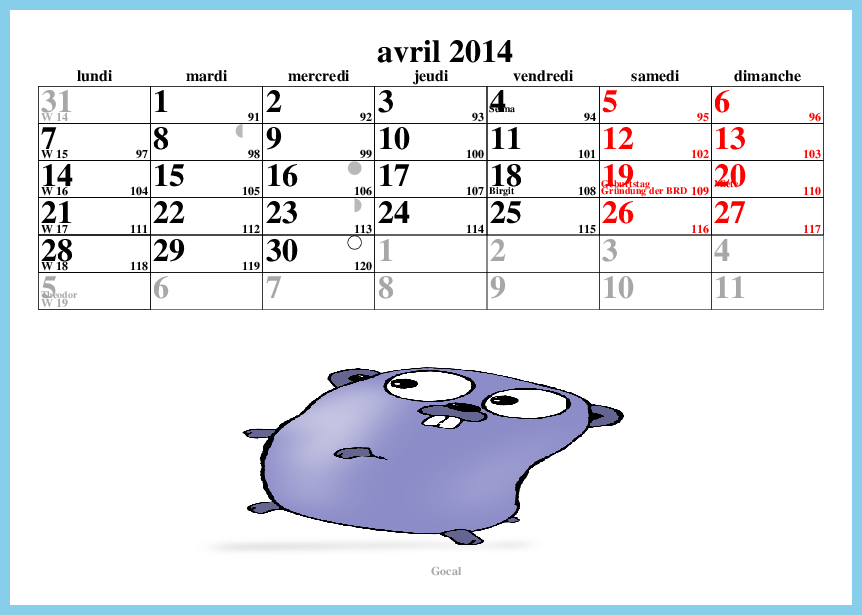 avril 2014
lundi mardi mercredi jeudi vendredi samedi dimanche
31 W 14 1 91 2 92 3 93 4 94 5 95 6 96
7 W 15 97 8 98 9 99 10 100 11 101 12 102 13 103
14 W 16 104 15 105 16 106 17 107 18 Birgit 108 19 Geburtstag Gründung der BRD 109 20 110
21 W 17 111 22 112 23 113 24 114 25 115 26 116 27 117
28 W 18 118 29 119 30 120 1 2 3 4
5 Theodor W 19 6 7 8 9 10 11
Gocal